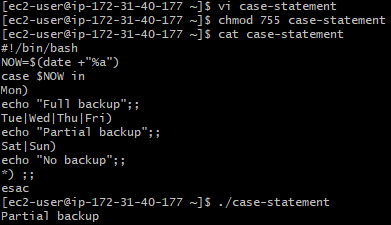 [ec2-user@ip-172-31-40-177 ~]$ vi case-statement
[ec2-user@ip-172-31-40-177 ~]$ chmod 755 case-statement
[ec2-user@ip-172-31-40-177 ~]$ cat case-statement
#!/bin/bash
NOW=$(date +"%a")
case $NOW in
Mon)
echo "Full backup";;
Tue|Wed|Thu|Fri)
echo "Partial backup";;
Sat|Sun)
echo "No backup";;
*) ;;
esac
[ec2-user@ip-172-31-40-177 ~]$ ./case-statement
Partial backup